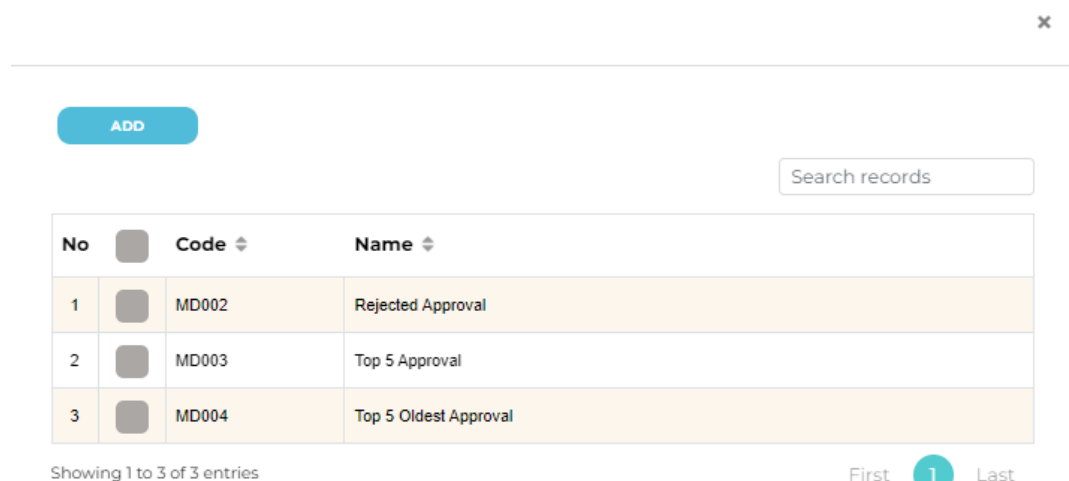 ×
ADD
Search records
No Code Name
1 MD002 Rejected Approval
2 MD003 Top 5 Approval
3 MD004 Top 5 Oldest Approval
Showing 1 to 3 of 3 entries
First 1 Last